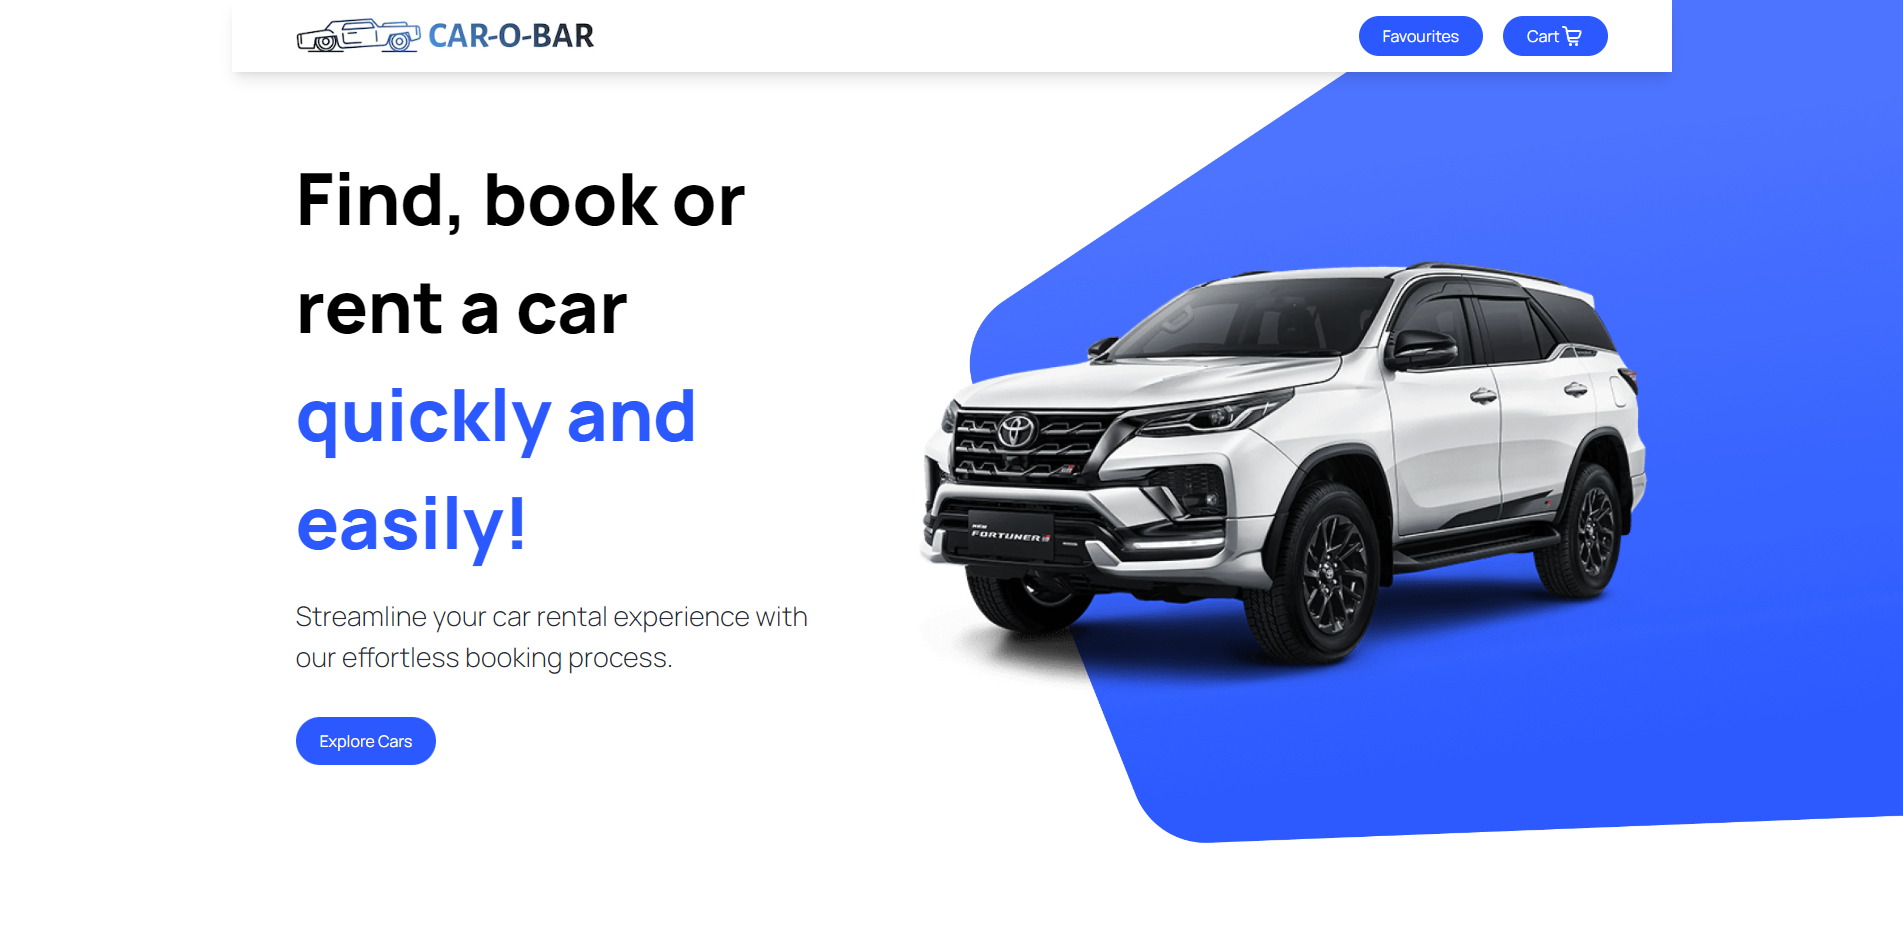 CAR-O-BAR
Favourites
Cart
Find, book or
rent a car
quickly and
easily!
Streamline your car rental experience with
our effortless booking process.
Explore Cars
NEW
FORTUNER